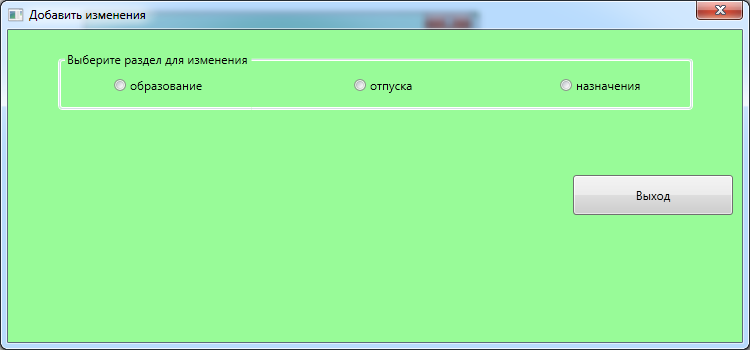 Добавить изменения
Выберите раздел для изменения
образование отпуска назначения
Выход